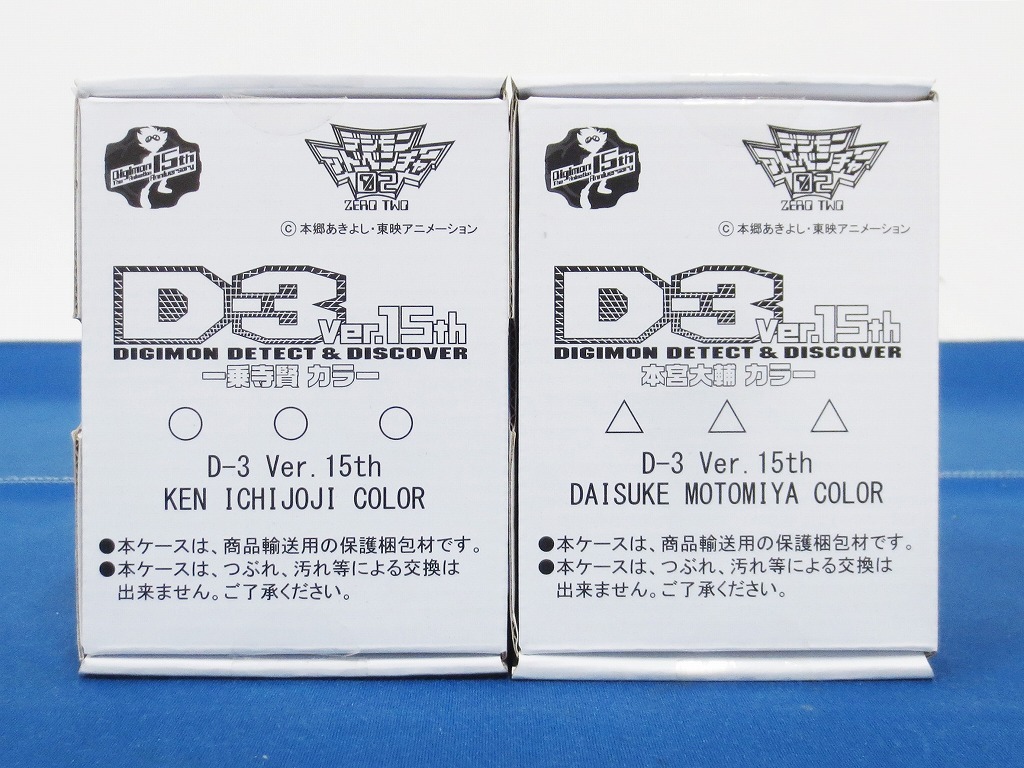 Digimon 15th
The Animation Anniversary
デジモン
アドベンチャー
02
ZERO TWO
Ⓒ本郷あきよし・東映アニメーション
D-3 Ver.15th
DIGIMON DETECT & DISCOVER
一乗寺賢 カラー
○ ○ ○
D-3 Ver.15th
KEN ICHIJOJI COLOR
●本ケースは、商品輸送用の保護梱包材です。
●本ケースは、つぶれ、汚れ等による交換は
出来ません。ご了承ください。
Digimon 15th
The Animation Anniversary
デジモン
アドベンチャー
02
ZERO TWO
Ⓒ本郷あきよし・東映アニメーション
D-3 Ver.15th
DIGIMON DETECT & DISCOVER
本宮大輔 カラー
△ △ △
D-3 Ver.15th
DAISUKE MOTOMIYA COLOR
●本ケースは、商品輸送用の保護梱包材です。
●本ケースは、つぶれ、汚れ等による交換は
出来ません。ご了承ください。